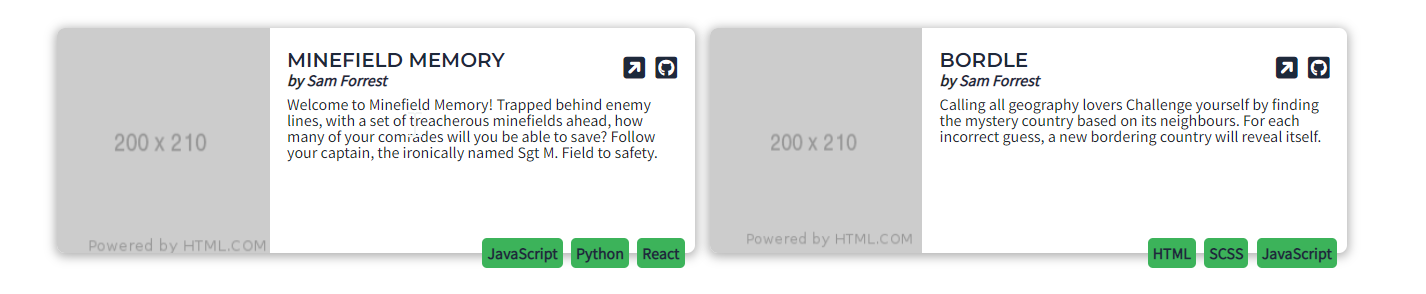 200 x 210
Powered by HTML.COM
MINEFIELD MEMORY
by Sam Forrest
Welcome to Minefield Memory! Trapped behind enemy
lines, with a set of treacherous minefields ahead, how
many of your comrades will you be able to save? Follow
your captain, the ironically named Sgt M. Field to safety.
JavaScript Python React
200 x 210
Powered by HTML.COM
BORDLE
by Sam Forrest
Calling all geography lovers Challenge yourself by finding
the mystery country based on its neighbours. For each
incorrect guess, a new bordering country will reveal itself.
HTML SCSS JavaScript